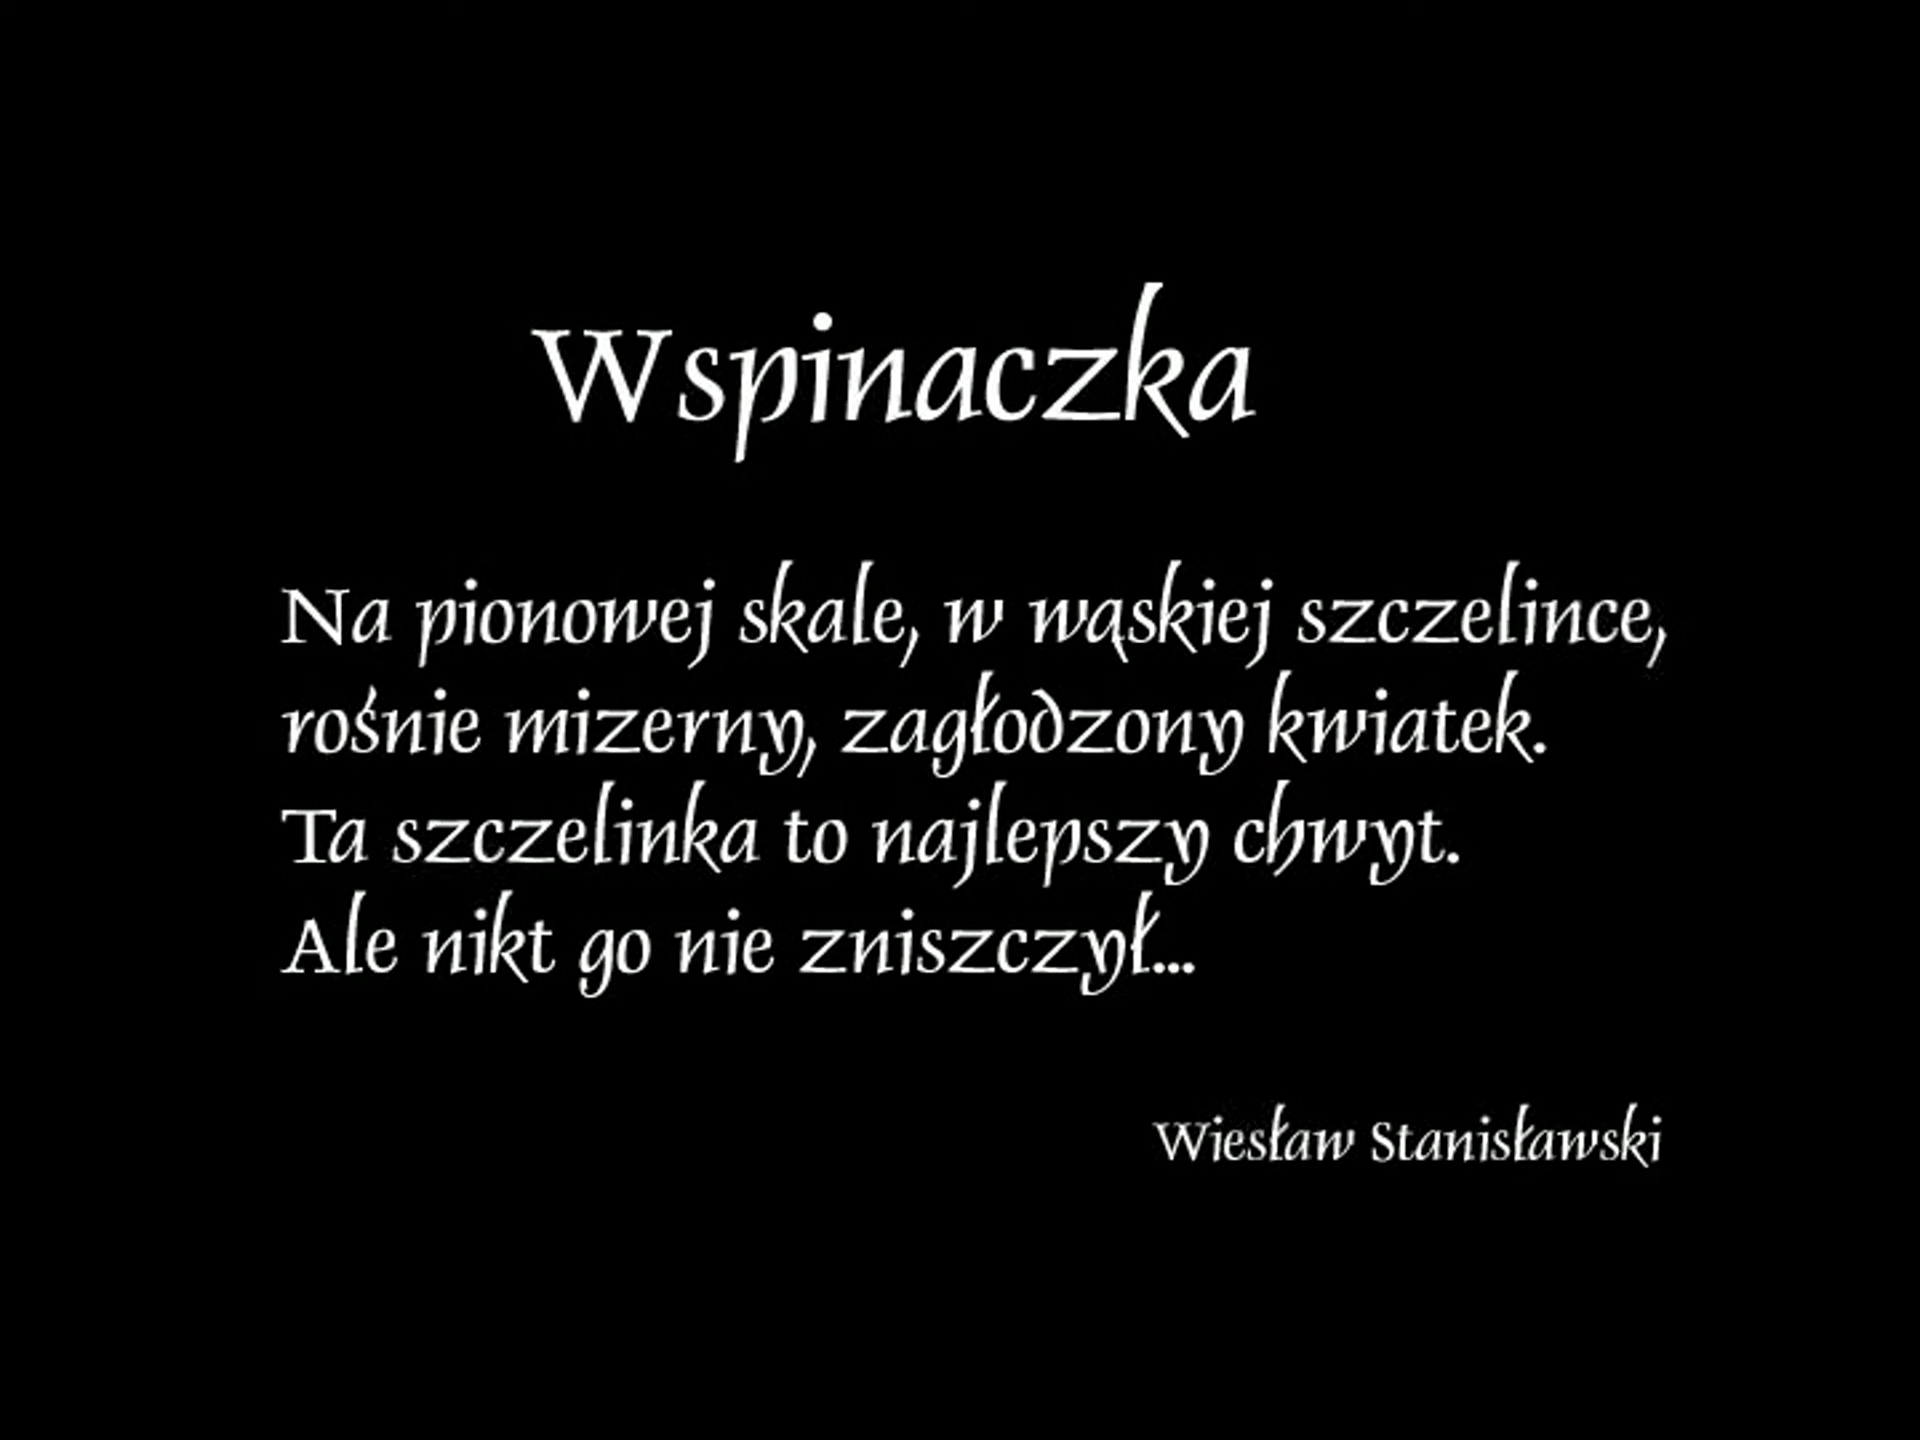 Wspinaczka
Na pionowej skale, w wąskiej szczelince,
rośnie mizerny, zagłodzony kwiatek.
Ta szczelinka to najlepszy chwyt.
Ale nikt go nie zniszczył...
Wiesław Stanisławski